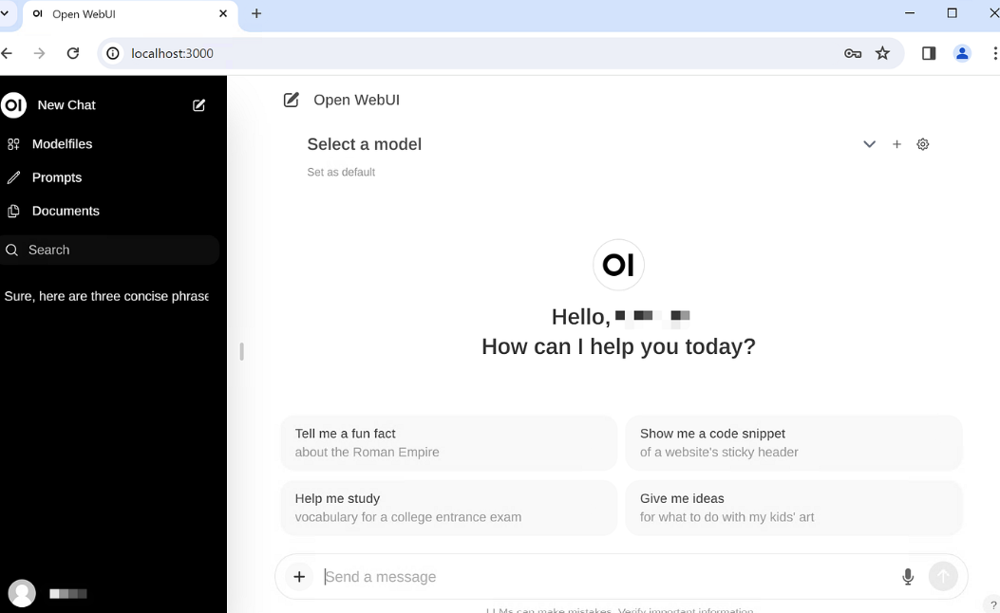 OI Open WebUI
localhost:3000
OI New Chat
Modelfiles
Prompts
Documents
Search
Sure, here are three concise phrase
Open WebUI
Select a model
Set as default
OI
Hello,
How can I help you today?
Tell me a fun fact
about the Roman Empire
Show me a code snippet
of a website's sticky header
Help me study
vocabulary for a college entrance exam
Give me ideas
for what to do with my kids' art
Send a message
LLMs can make mistakes. Verify important information.
?